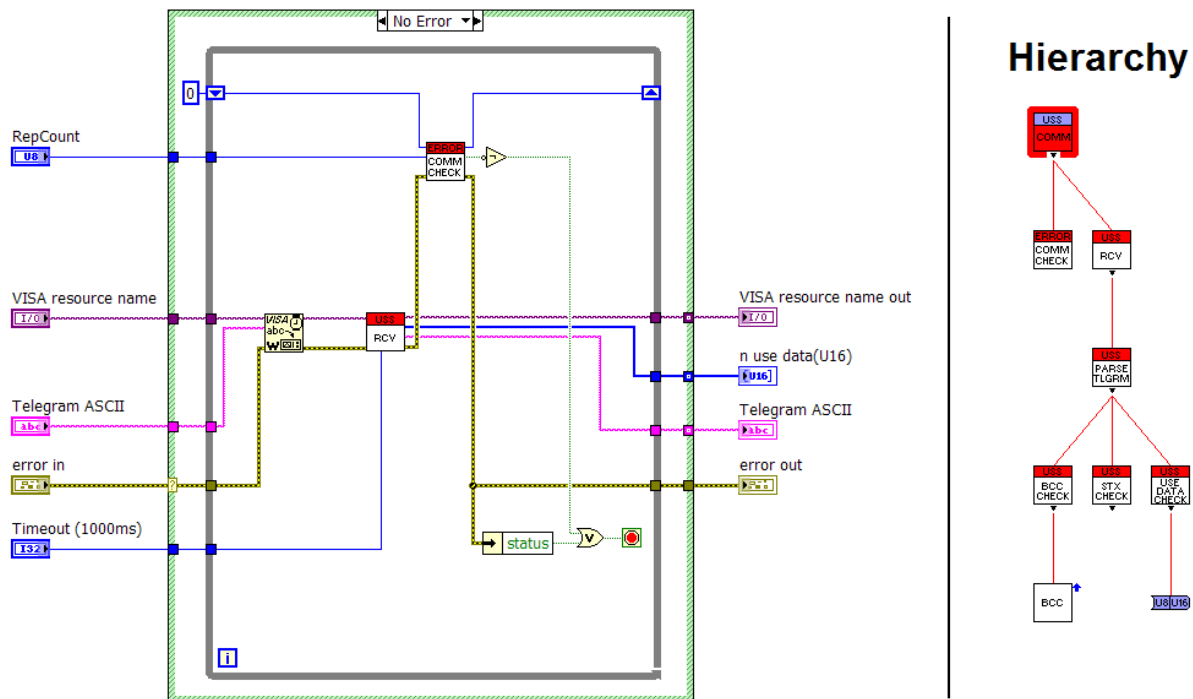 No Error
Hierarchy
0
RepCount
U8
ERROR
COMM
CHECK
VISA resource name
I/O
VISA
abc
W
USS
RCV
VISA resource name out
I/O
n use data(U16)
[U16]
Telegram ASCII
abc
Telegram ASCII
abc
error in
?
error out
Timeout (1000ms)
I32
status
V
i
USS
COMM
ERROR
COMM
CHECK
USS
RCV
USS
PARSE
TLGRM
USS
BCC
CHECK
USS
STX
CHECK
USS
USE
DATA
CHECK
BCC
U8 U16